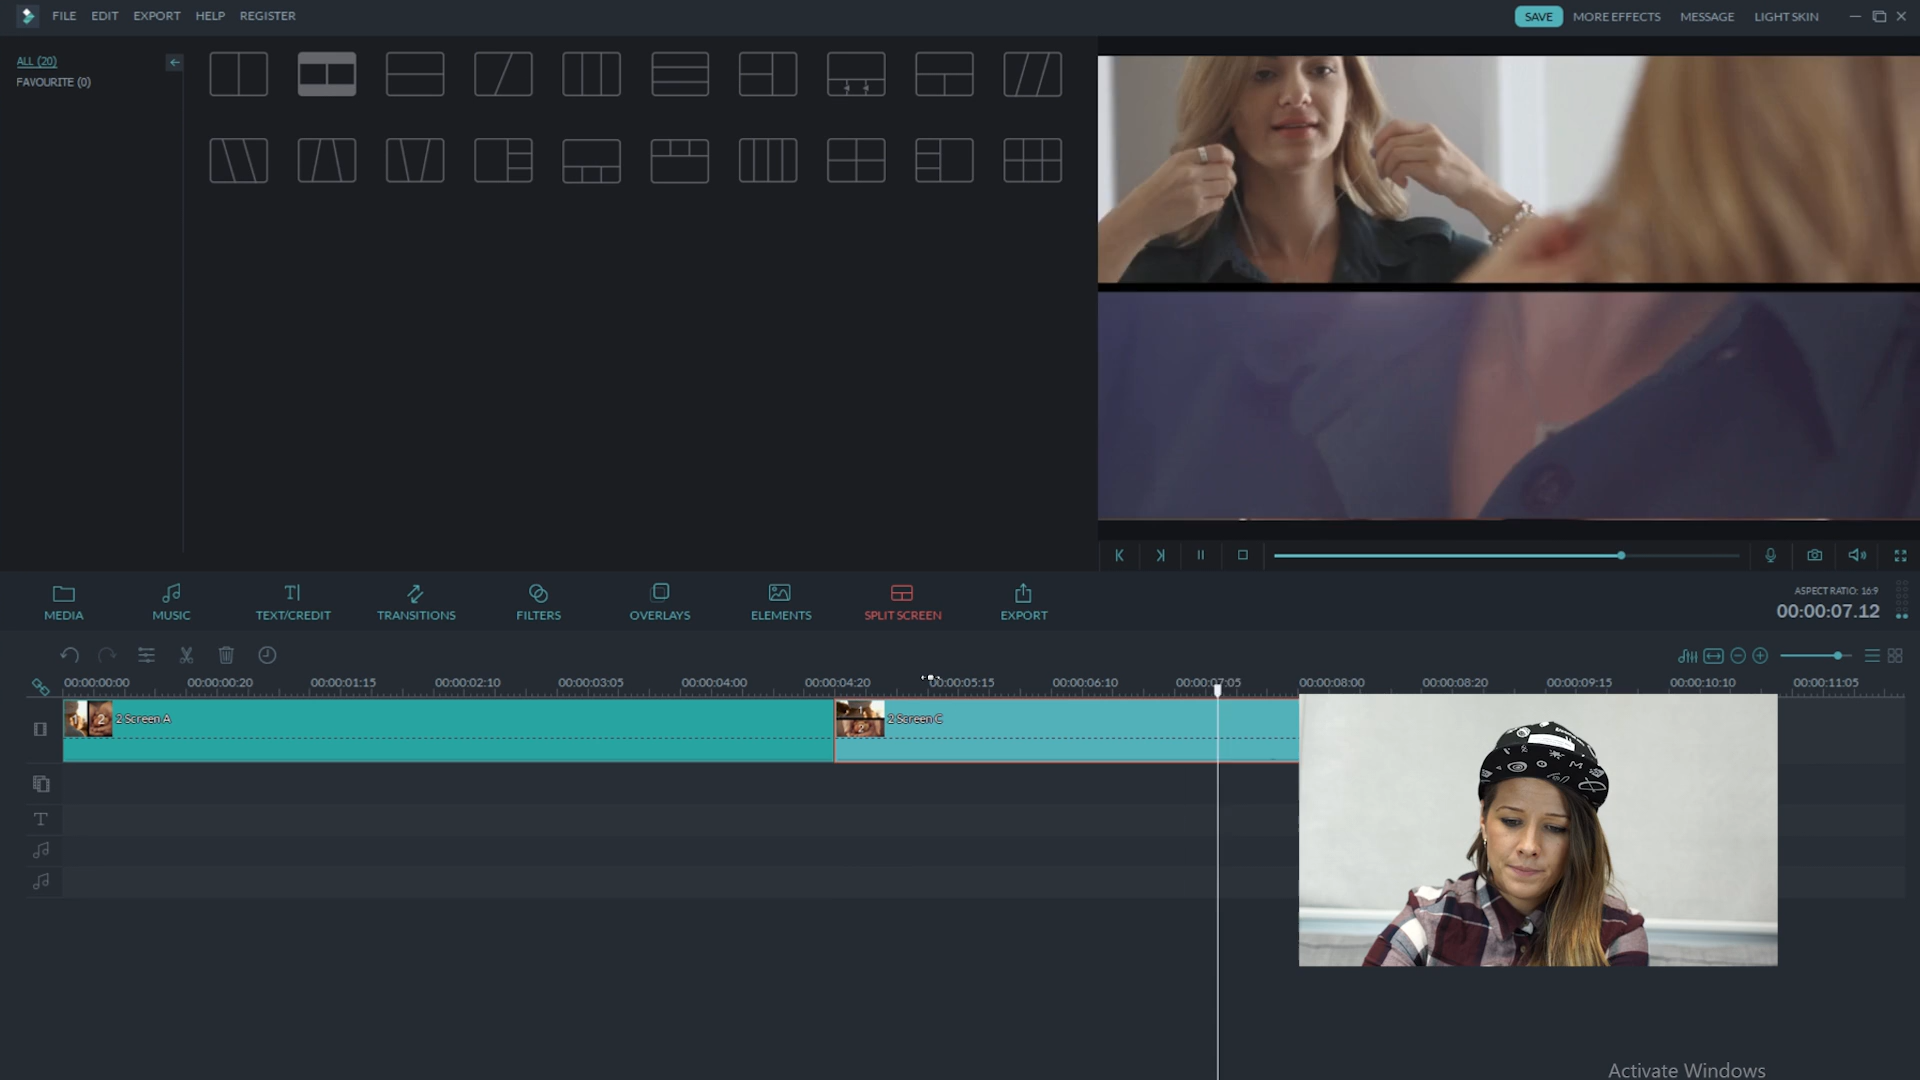 FILE EDIT EXPORT HELP REGISTER
SAVE MORE EFFECTS MESSAGE LIGHT SKIN
ALL (20)
FAVOURITE (0)
MEDIA MUSIC TEXT/CREDIT TRANSITIONS FILTERS OVERLAYS ELEMENTS SPLIT SCREEN EXPORT
ASPECT RATIO: 16:9
00:00:07.12
00:00:00:00 00:00:00:20 00:00:01:15 00:00:02:10 00:00:03:05 00:00:04:00 00:00:04:20 00:00:05:15 00:00:06:10 00:00:07:05 00:00:08:00 00:00:08:20 00:00:09:15 00:00:10:10 00:00:11:05
2 2 Screen A
2 2 Screen C
Activate Windows